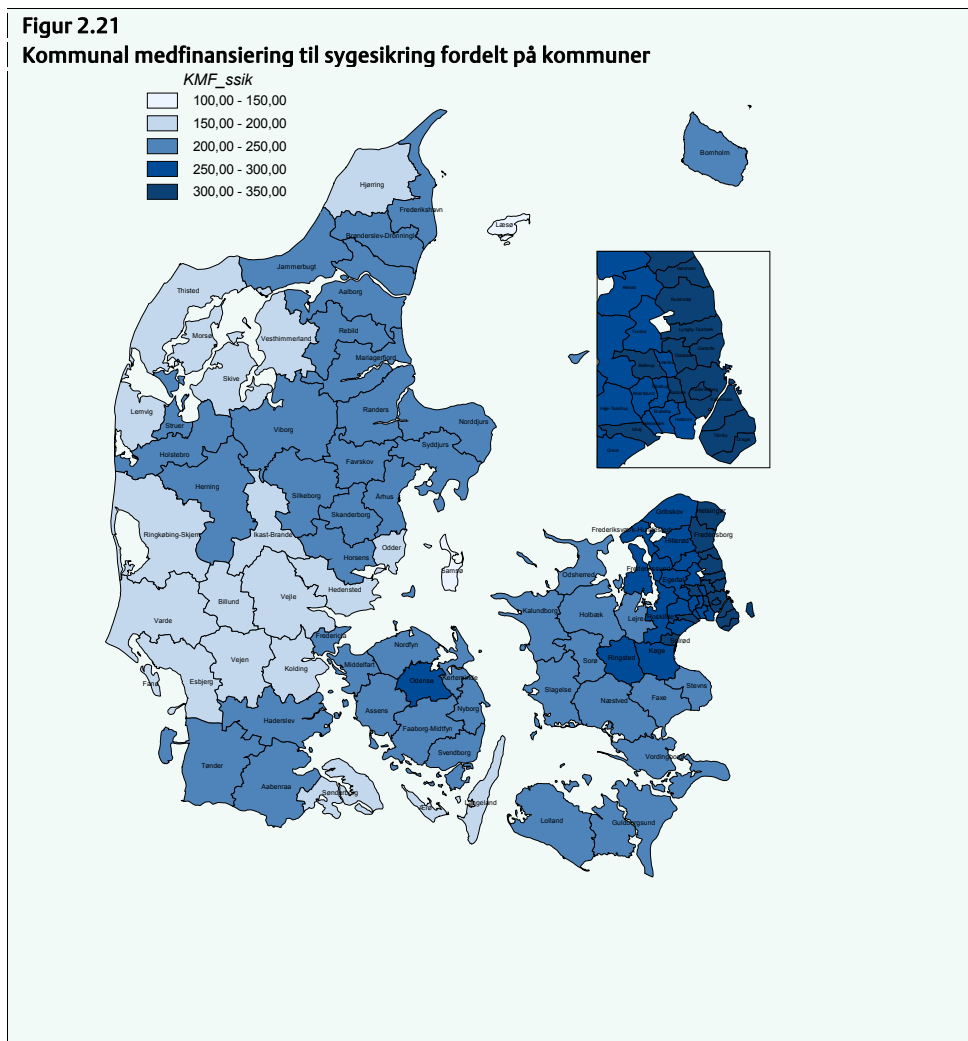 Figur 2.21
Kommunal medfinansiering til sygesikring fordelt på kommuner
KMF_ssik
100,00 - 150,00
150,00 - 200,00
200,00 - 250,00
250,00 - 300,00
300,00 - 350,00
Bornholm
Hjørring
Frederikshavn
Læsø
Brønderslev-Dronninglund
Jammerbugt
Thisted
Aalborg
Morsø
Vesthimmerland
Rebild
Mariagerfjord
Skive
Lemvig
Struer
Randers
Norddjurs
Viborg
Holstebro
Syddjurs
Favrskov
Herning
Silkeborg
Århus
Skanderborg
Ringkøbing-Skjern
Ikast-Brande
Odder
Horsens
Samsø
Hedensted
Billund
Vejle
Varde
Fredericia
Vejen
Kolding
Fanø
Esbjerg
Haderslev
Tønder
Aabenraa
Sønderborg
Nordfyn
Middelfart
Odense
Kerteminde
Assens
Nyborg
Faaborg-Midtfyn
Svendborg
Ærø
Langeland
Gribskov
Helsingør
Hillerød
Fredensborg
Egedal
Odsherred
Kalundborg
Holbæk
Lejre
Solrød
Køge
Ringsted
Sorø
Slagelse
Stevns
Faxe
Næstved
Vordingborg
Lolland
Guldborgsund